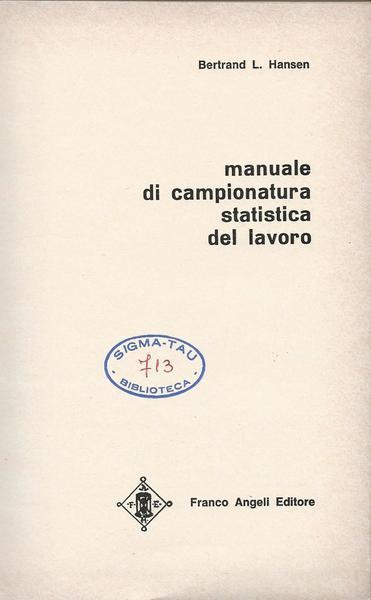 Bertrand L. Hansen
manuale
di campionatura
statistica
del lavoro
SIGMA-TAU
713
BIBLIOTECA
F E
Franco Angeli Editore